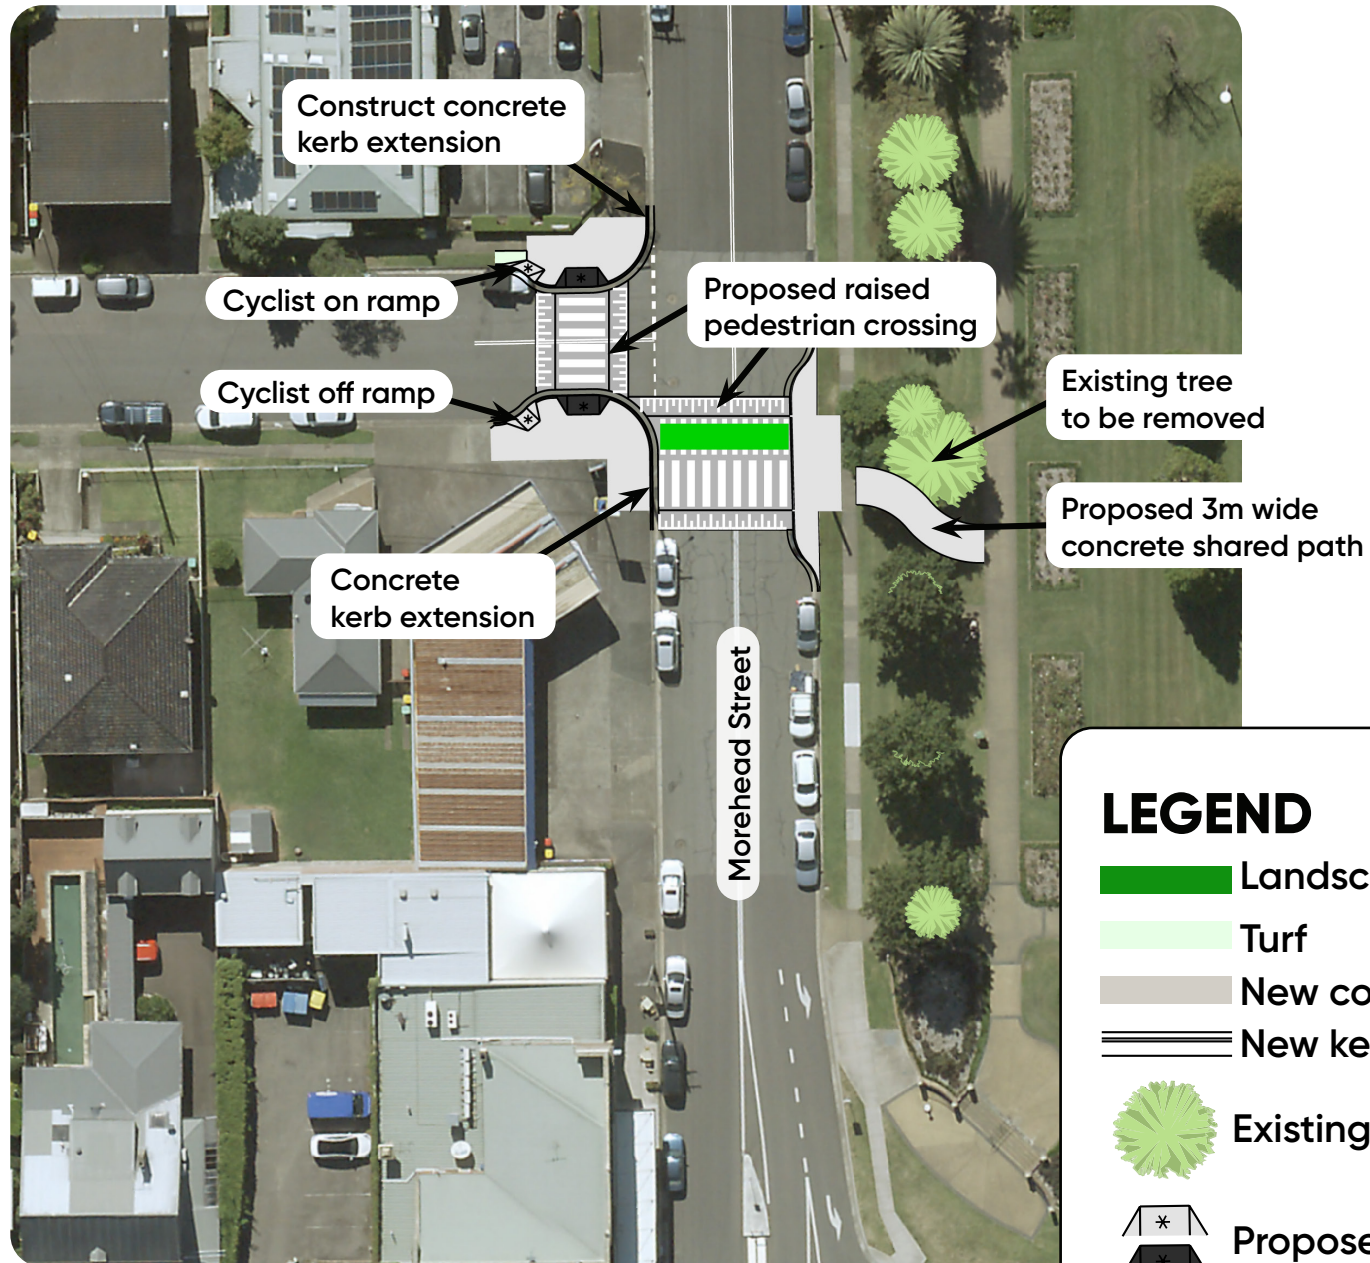 Construct concrete
kerb extension
Cyclist on ramp
Proposed raised
pedestrian crossing
Cyclist off ramp
Existing tree
to be removed
Proposed 3m wide
concrete shared path
Concrete
kerb extension
Morehead Street
LEGEND
Landsc
Turf
New co
New ke
Existing
Propose